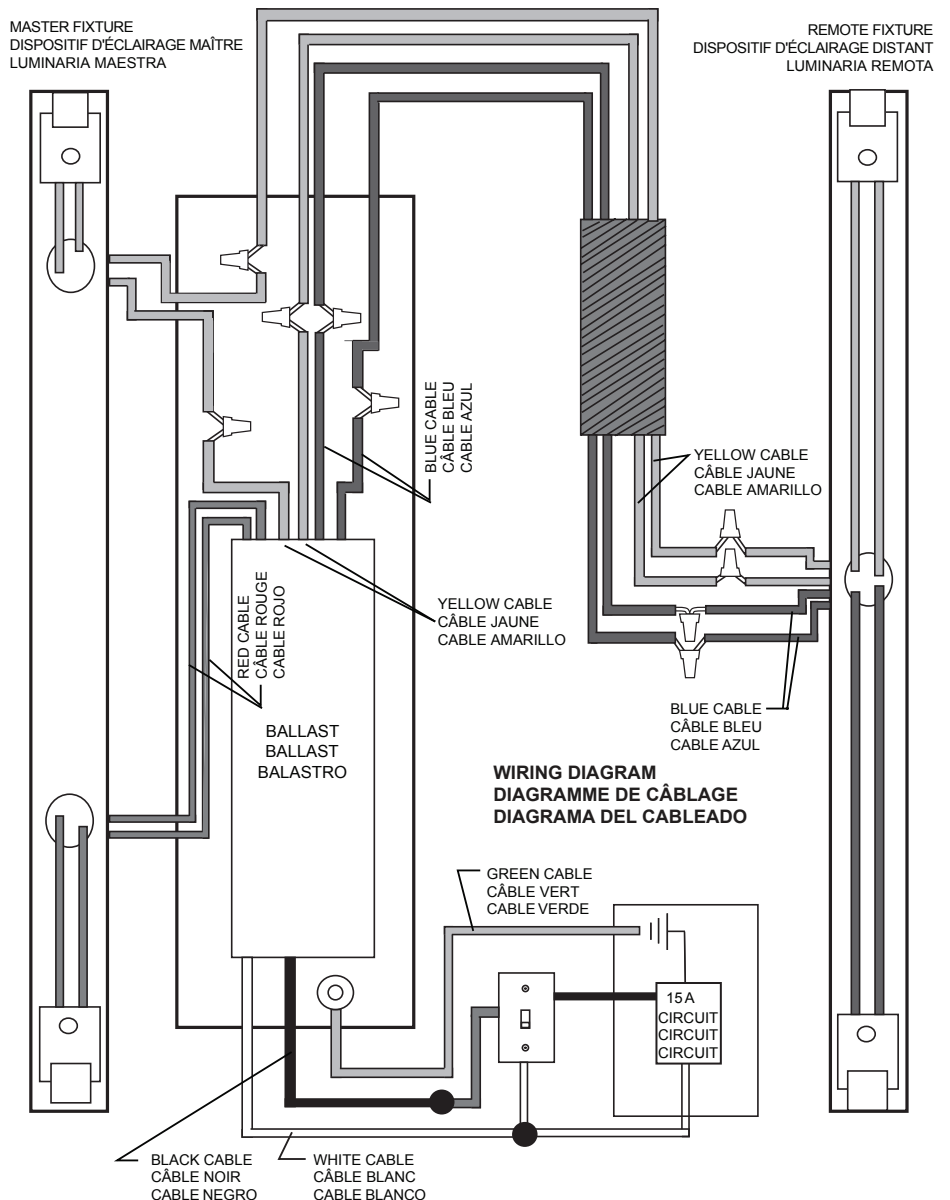 MASTER FIXTURE
DISPOSITIF D'ÉCLAIRAGE MAÎTRE
LUMINARIA MAESTRA
REMOTE FIXTURE
DISPOSITIF D'ÉCLAIRAGE DISTANT
LUMINARIA REMOTA
BLUE CABLE
CÂBLE BLEU
CABLE AZUL
YELLOW CABLE
CÂBLE JAUNE
CABLE AMARILLO
RED CABLE
CÂBLE ROUGE
CABLE ROJO
YELLOW CABLE
CÂBLE JAUNE
CABLE AMARILLO
BALLAST
BALLAST
BALASTRO
BLUE CABLE
CÂBLE BLEU
CABLE AZUL
WIRING DIAGRAM
DIAGRAMME DE CÂBLAGE
DIAGRAMA DEL CABLEADO
GREEN CABLE
CÂBLE VERT
CABLE VERDE
15 A
CIRCUIT
CIRCUIT
CIRCUIT
BLACK CABLE
CÂBLE NOIR
CABLE NEGRO
WHITE CABLE
CÂBLE BLANC
CABLE BLANCO